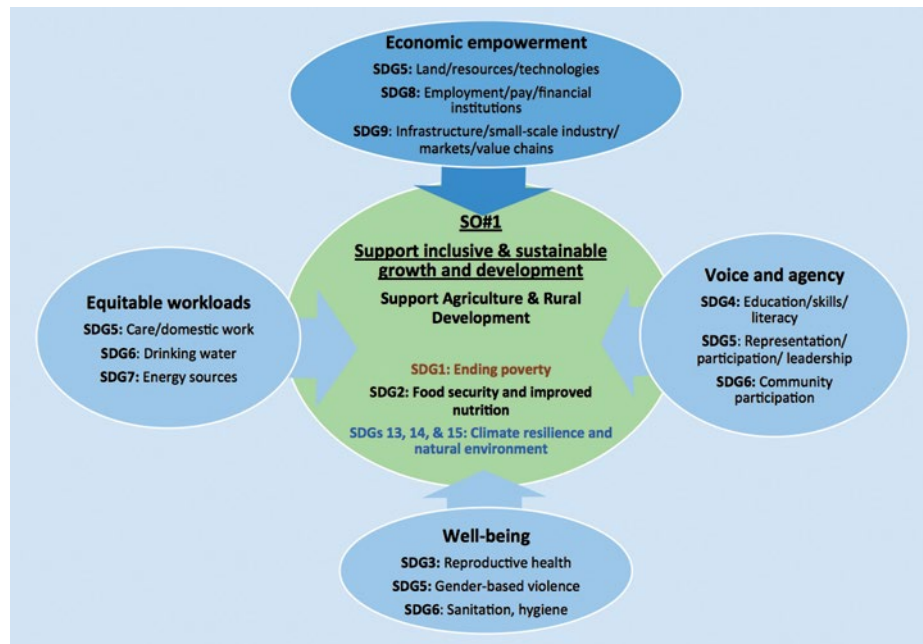 Economic empowerment
SDG5: Land/resources/technologies
SDG8: Employment/pay/financial
institutions
SDG9: Infrastructure/small-scale industry/
markets/value chains
SO#1
Support inclusive & sustainable
growth and development
Support Agriculture & Rural
Development
SDG1: Ending poverty
SDG2: Food security and improved
nutrition
SDGs 13, 14, & 15: Climate resilience and
natural environment
Equitable workloads
SDG5: Care/domestic work
SDG6: Drinking water
SDG7: Energy sources
Voice and agency
SDG4: Education/skills/
literacy
SDG5: Representation/
participation/ leadership
SDG6: Community
participation
Well-being
SDG3: Reproductive health
SDG5: Gender-based violence
SDG6: Sanitation, hygiene